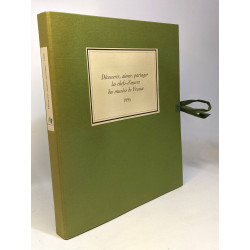 Découvrir, aimer, partager
les chefs-d'œuvre
des musées de France
1996